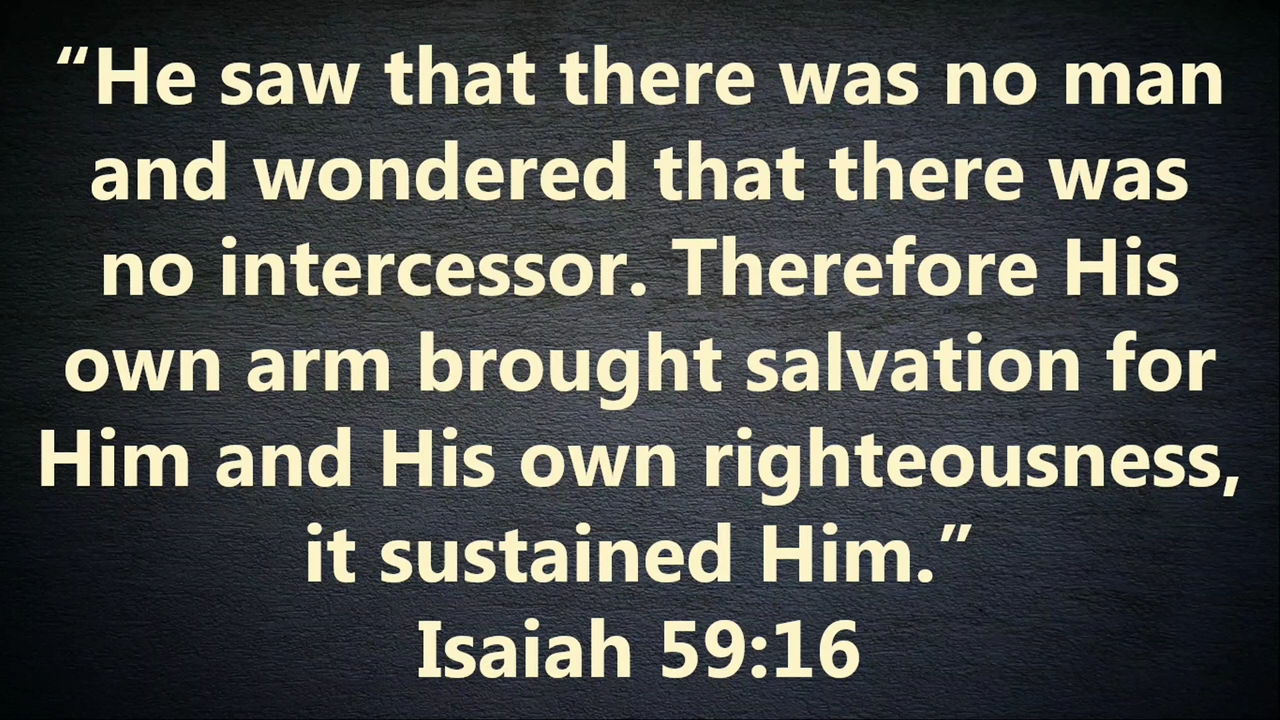 “He saw that there was no man
and wondered that there was
no intercessor. Therefore His
own arm brought salvation for
Him and His own righteousness,
it sustained Him.”
Isaiah 59:16